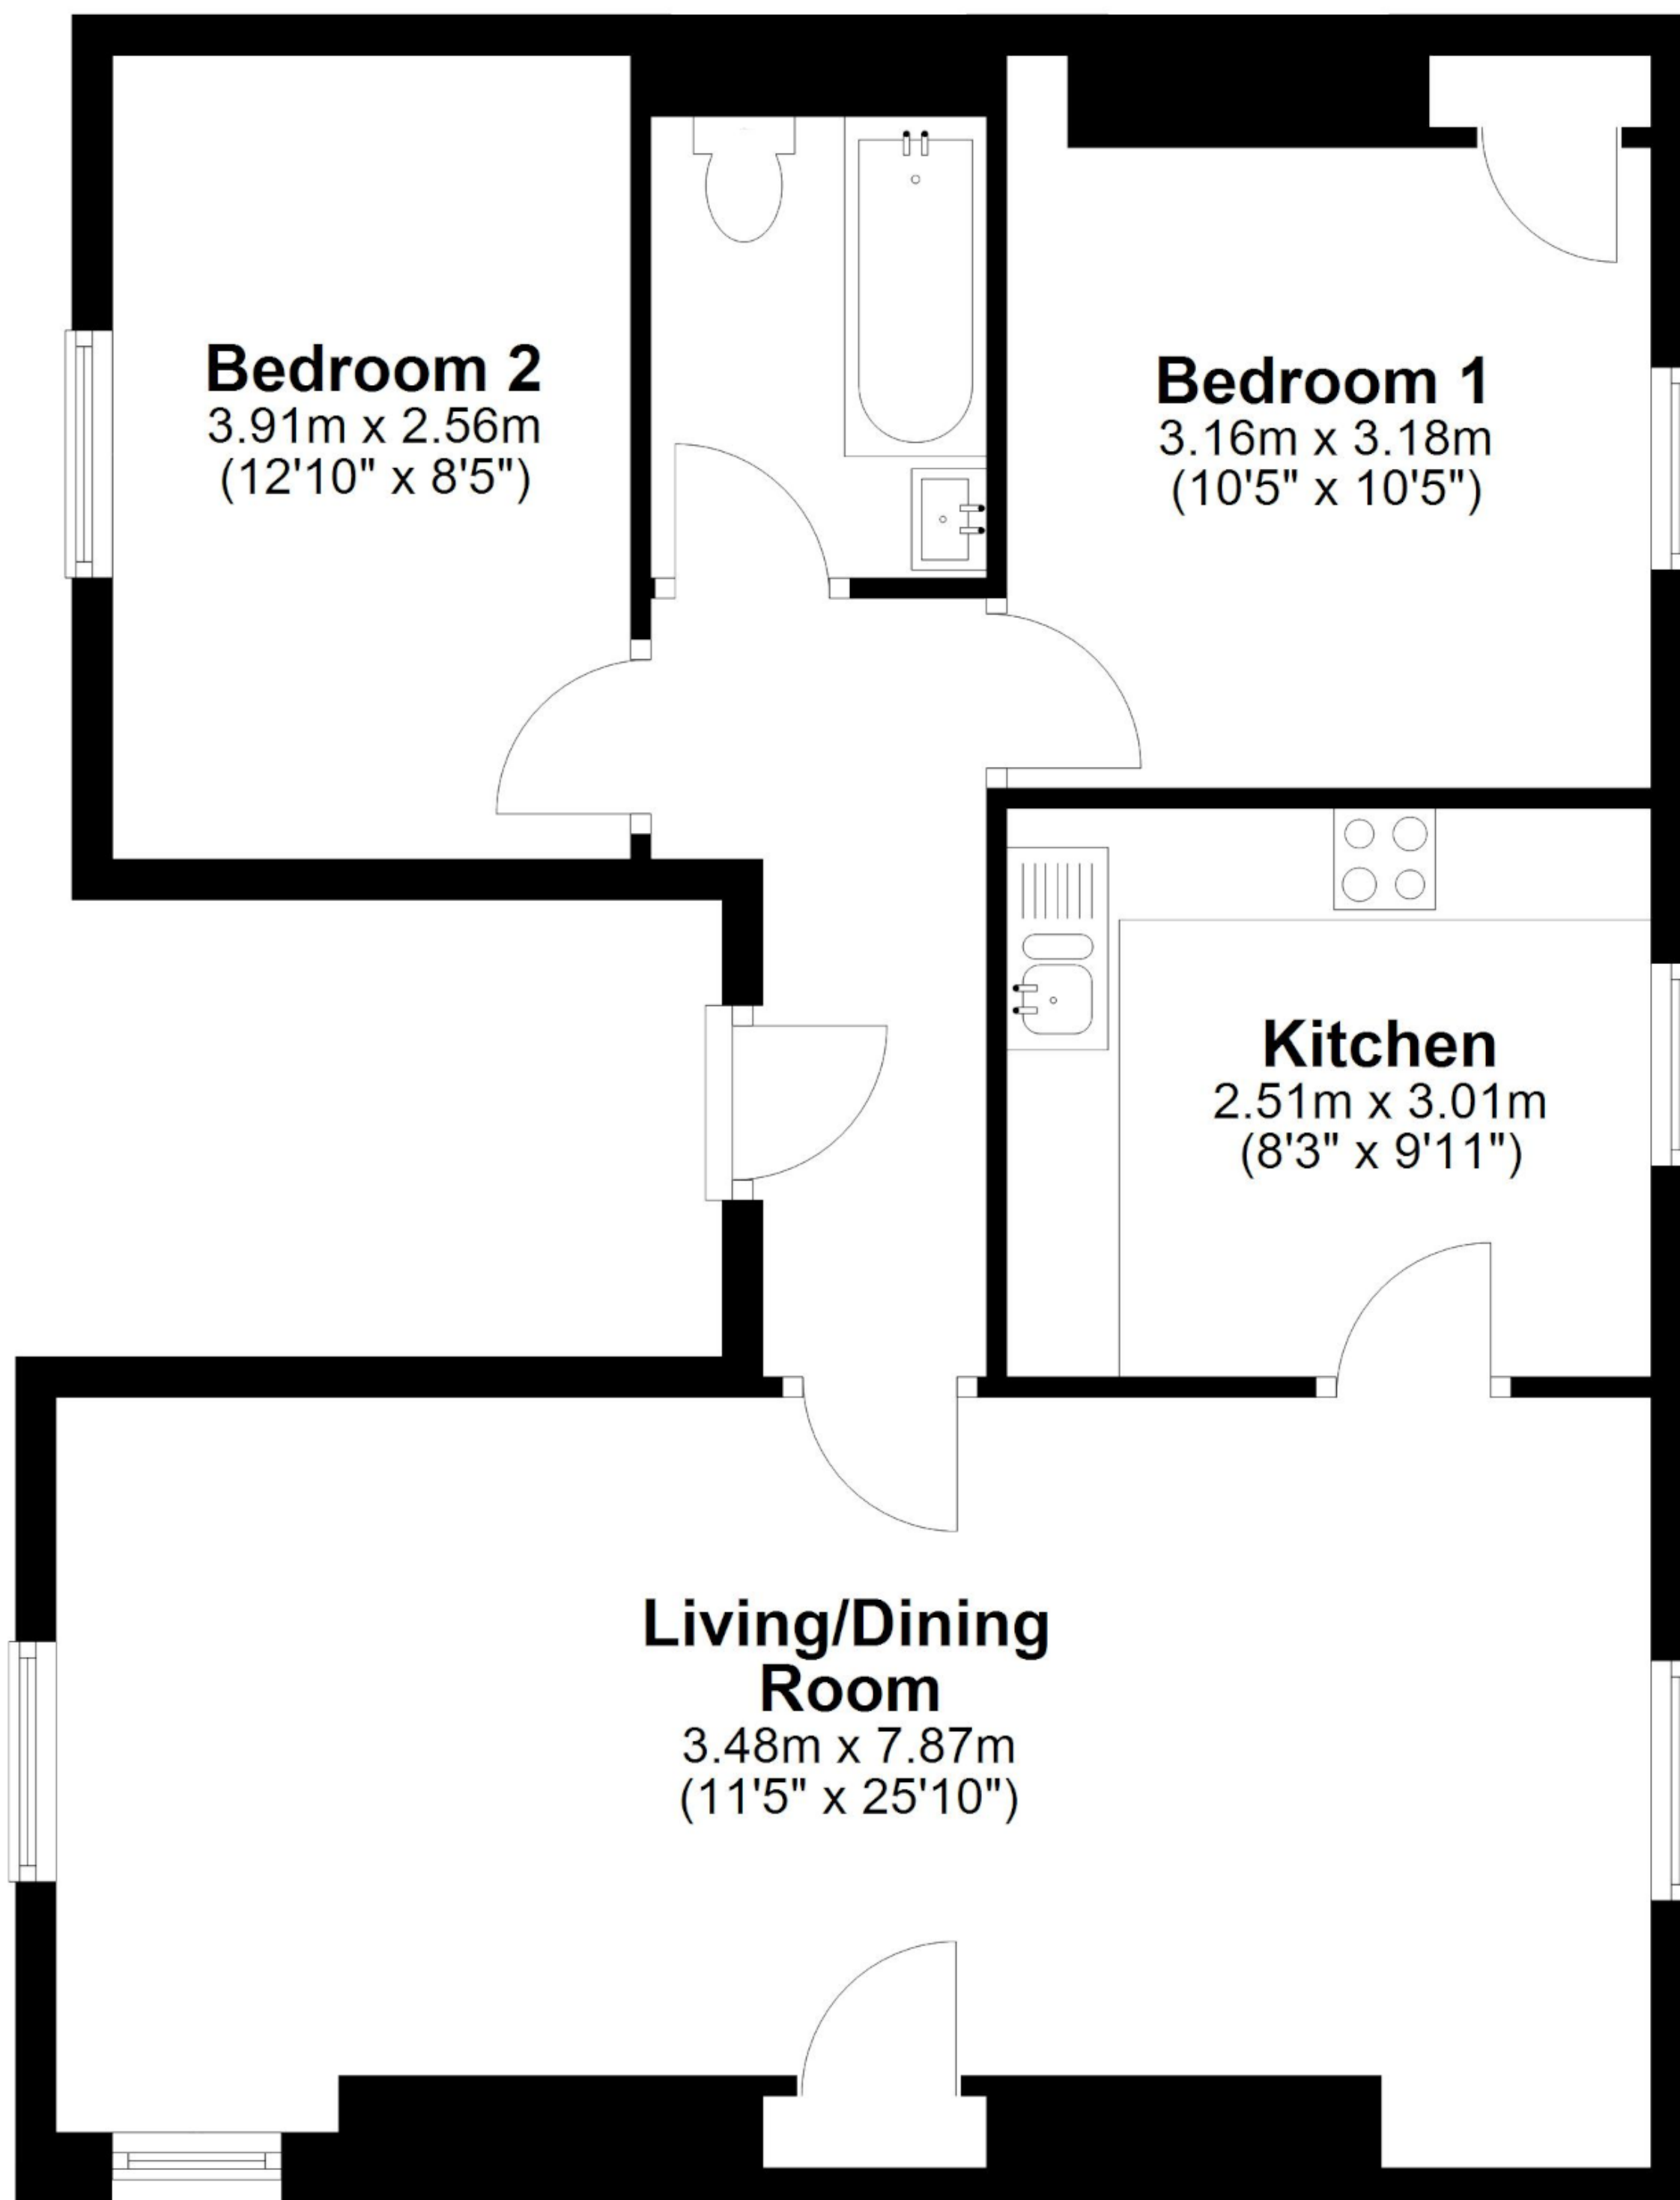 Bedroom 2
3.91m x 2.56m
(12'10" x 8'5")
Bedroom 1
3.16m x 3.18m
(10'5" x 10'5")
Kitchen
2.51m x 3.01m
(8'3" x 9'11")
Living/Dining
Room
3.48m x 7.87m
(11'5" x 25'10")